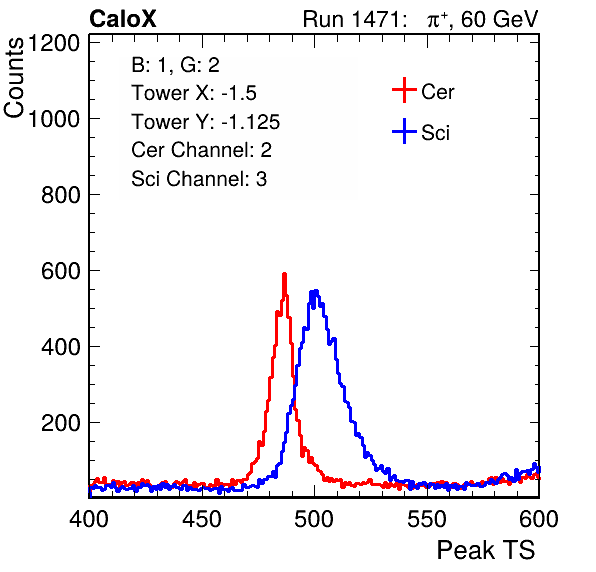 CaloX Run 1471: π⁺, 60 GeV
Counts
B: 1, G: 2
Tower X: -1.5
Tower Y: -1.125
Cer Channel: 2
Sci Channel: 3
Cer
Sci
1200
1000
800
600
400
200
400 450 500 550 600
Peak TS